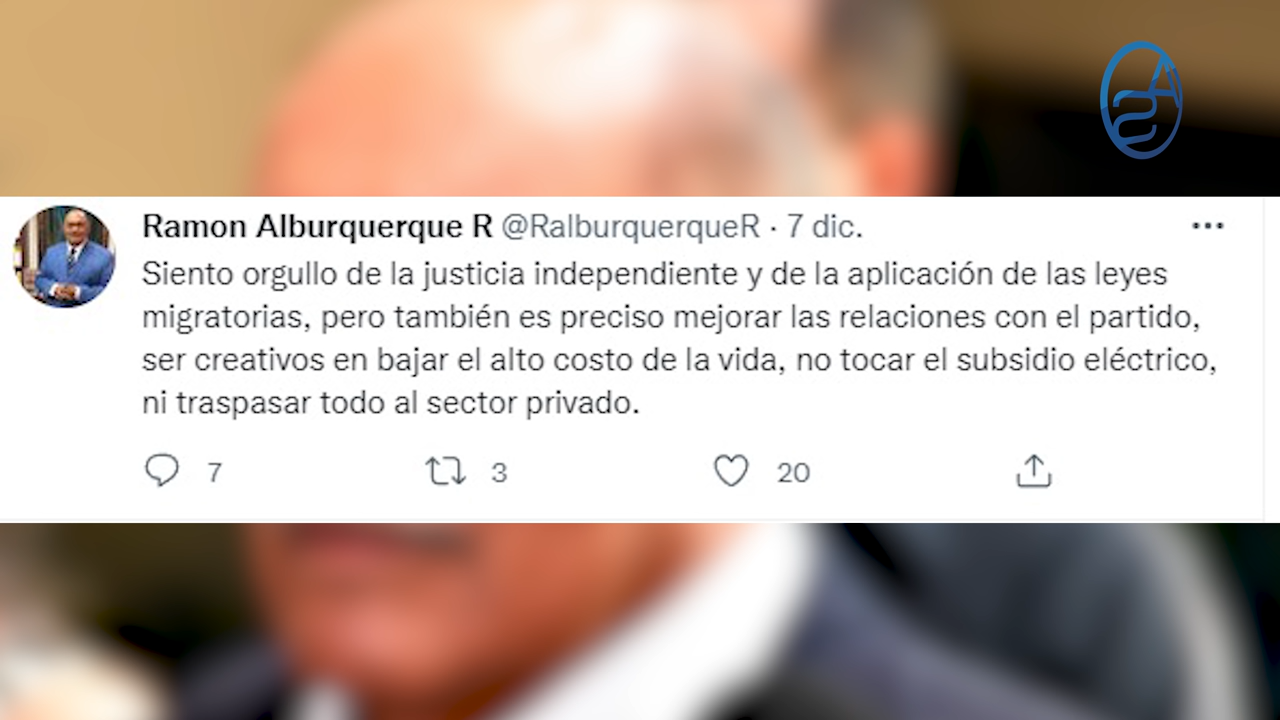 Ramon Alburquerque R @RalburquerqueR · 7 dic.
Siento orgullo de la justicia independiente y de la aplicación de las leyes
migratorias, pero también es preciso mejorar las relaciones con el partido,
ser creativos en bajar el alto costo de la vida, no tocar el subsidio eléctrico,
ni traspasar todo al sector privado.
7 3 20